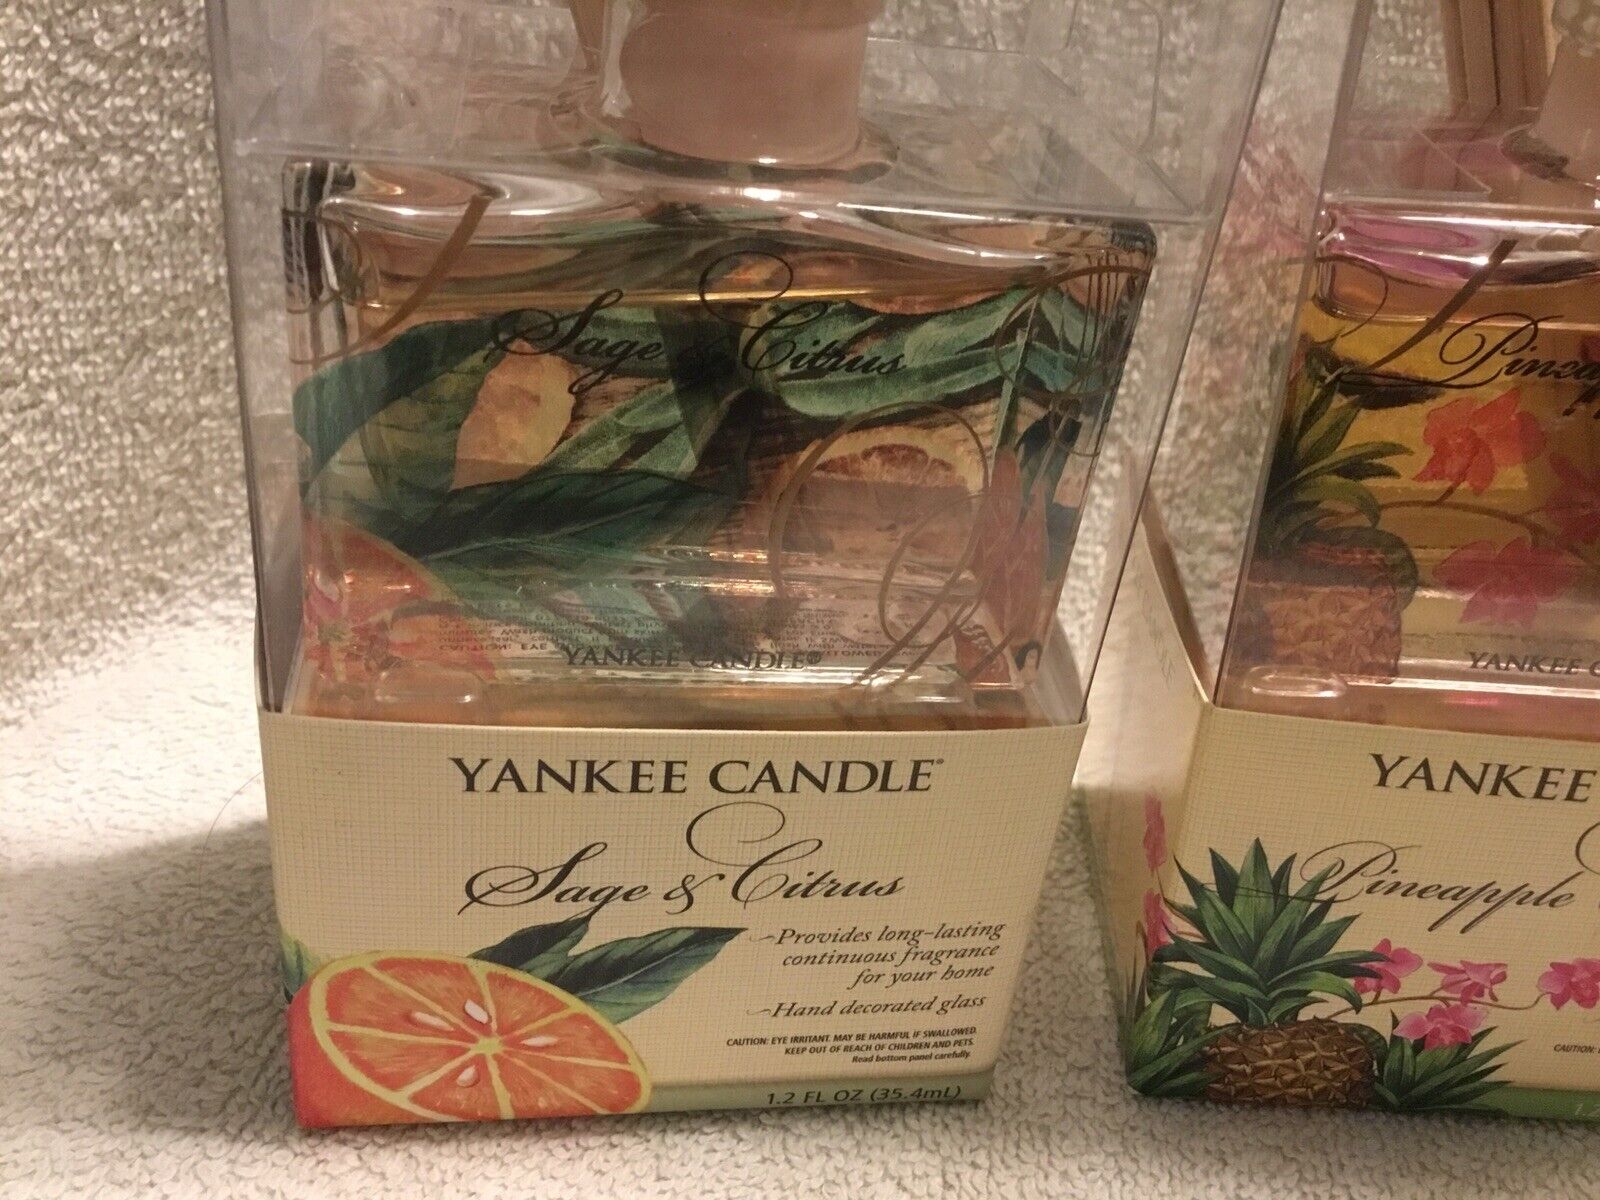 Sage & Citrus
YANKEE CANDLE®
YANKEE CANDLE®
Sage & Citrus
~Provides long-lasting
continuous fragrance
for your home
~Hand decorated glass
CAUTION: EYE IRRITANT. MAY BE HARMFUL IF SWALLOWED.
KEEP OUT OF REACH OF CHILDREN AND PETS.
Read bottom panel carefully.
1.2 FL OZ (35.4mL)
YANKEE
YANKEE
Pineapple
CAUTION: